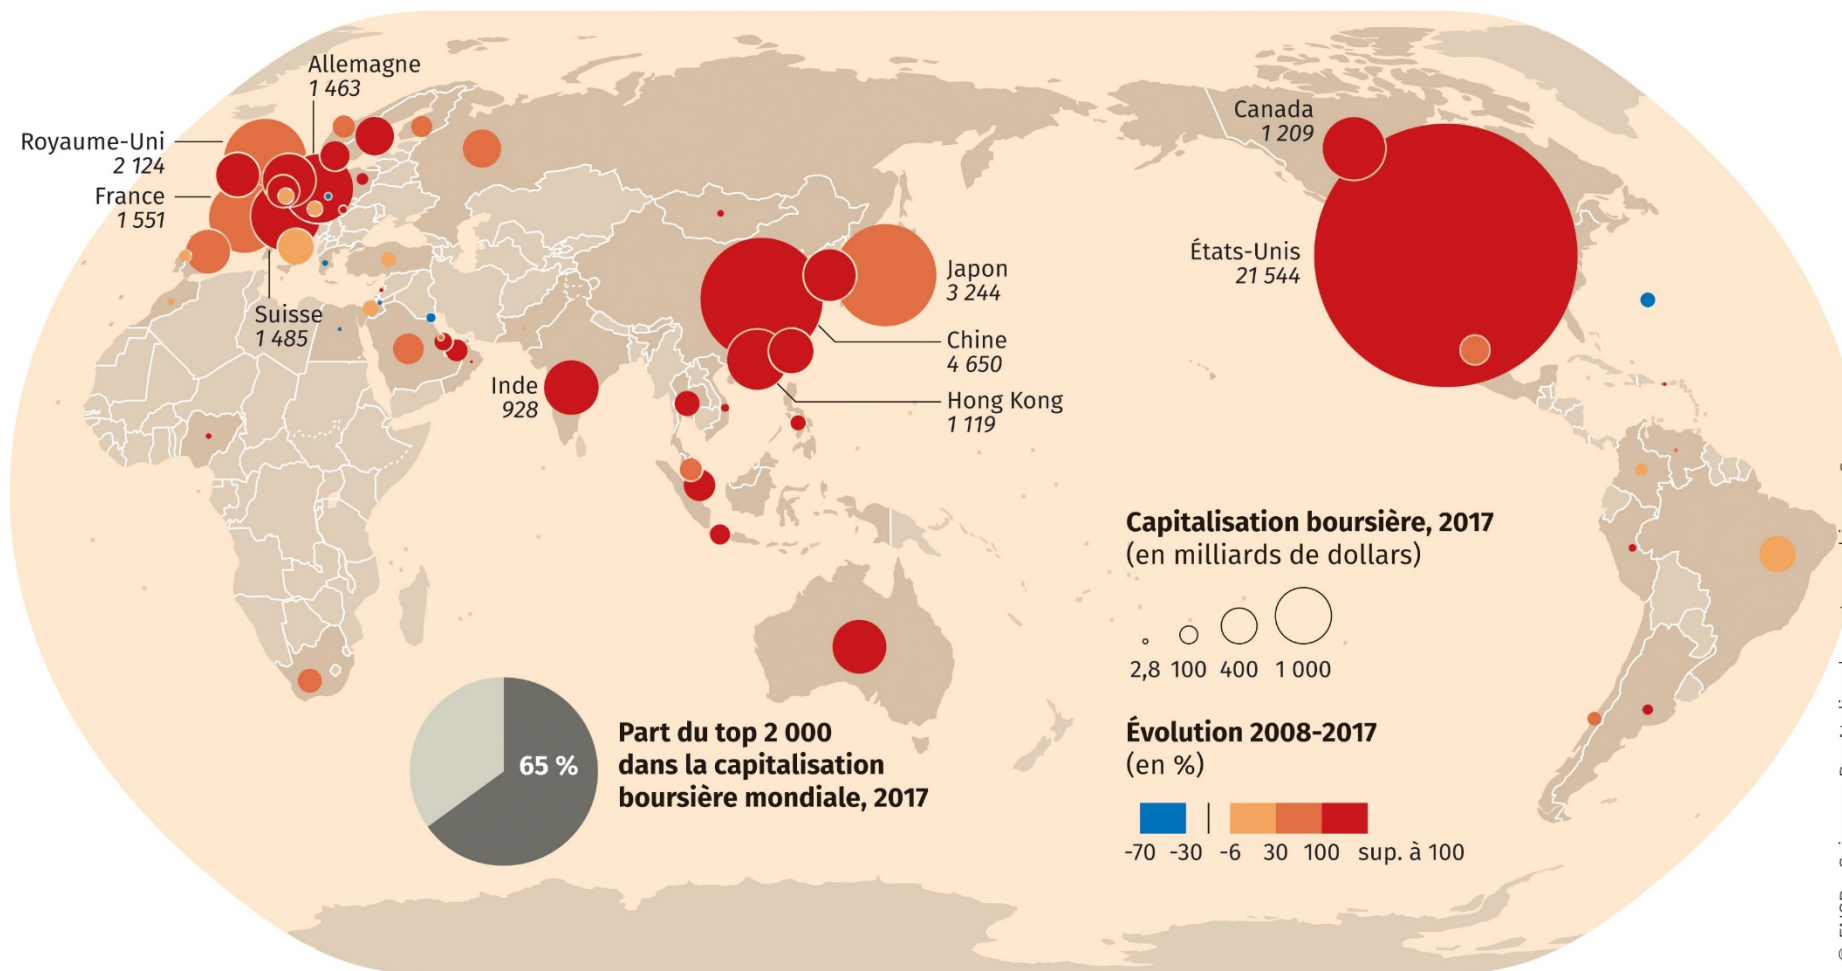 Allemagne
1 463
Royaume-Uni
2 124
France
1 551
Suisse
1 485
Inde
928
Japon
3 244
Chine
4 650
Hong Kong
1 119
Canada
1 209
États-Unis
21 544
Capitalisation boursière, 2017
(en milliards de dollars)
2,8 100 400 1 000
Évolution 2008-2017
(en %)
-70 -30 -6 30 100 sup. à 100
65 %
Part du top 2 000
dans la capitalisation
boursière mondiale, 2017